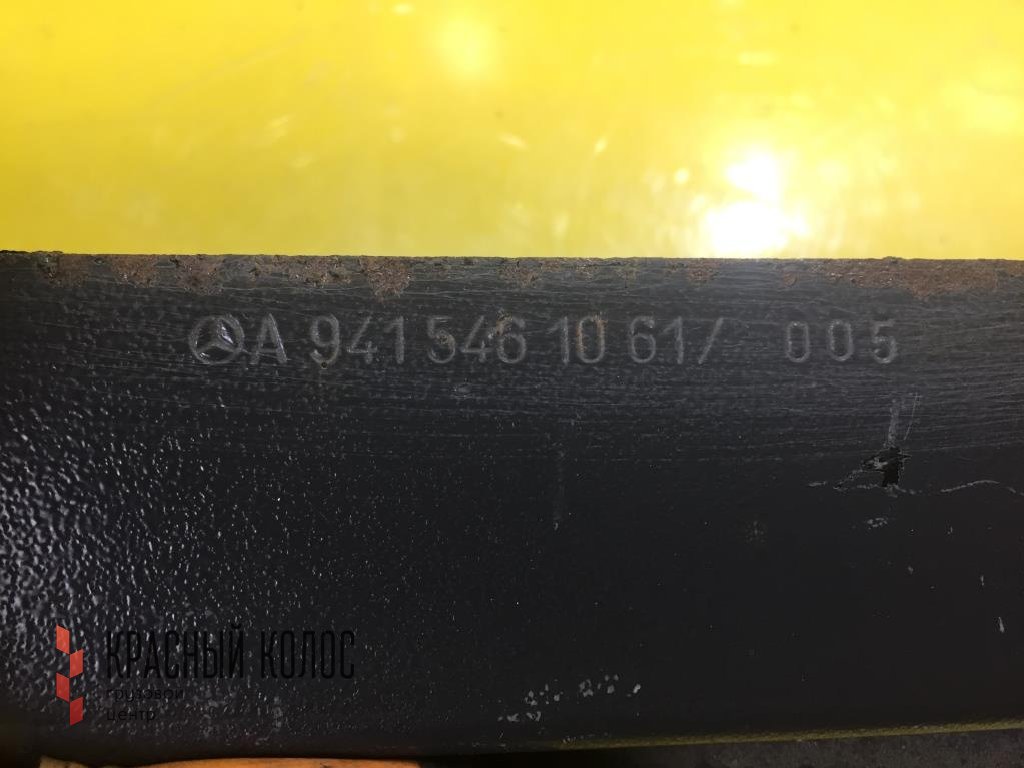 A 941 546 10 61/ 005
КРАСНЫЙ КОЛОС
грузовой
центр